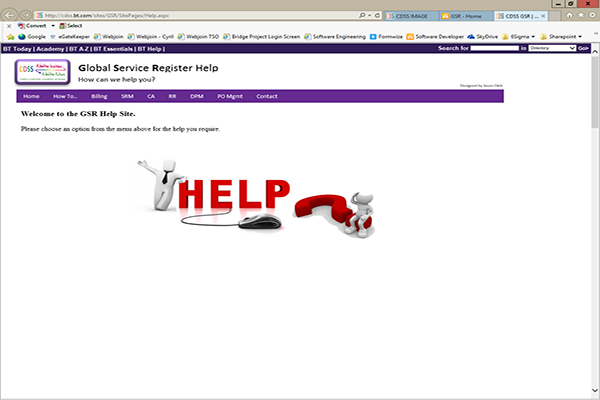 http://cdss.bt.com/sites/GSR/SitePages/Help.aspx
CDSS IMAGE
GSR - Home
CDSS GSR |
x Convert Select
Google eGateKeeper Webjoin Webjoin - Cyril Webjoin TSO Bridge Project Login Screen Software Engineering Formwize Software Developer SkyDrive 6Sigma Sharepoint
BT Today | Academy | BT A-Z | BT Essentials | BT Help |
Search for in Directory Go
CDSS
Global Service Register Help
How can we help you?
Home How To.. Billing SRM CA RR DPM PO Mgmt Contact
Welcome to the GSR Help Site.
Please choose an option from the menu above for the help you require.
HELP ?